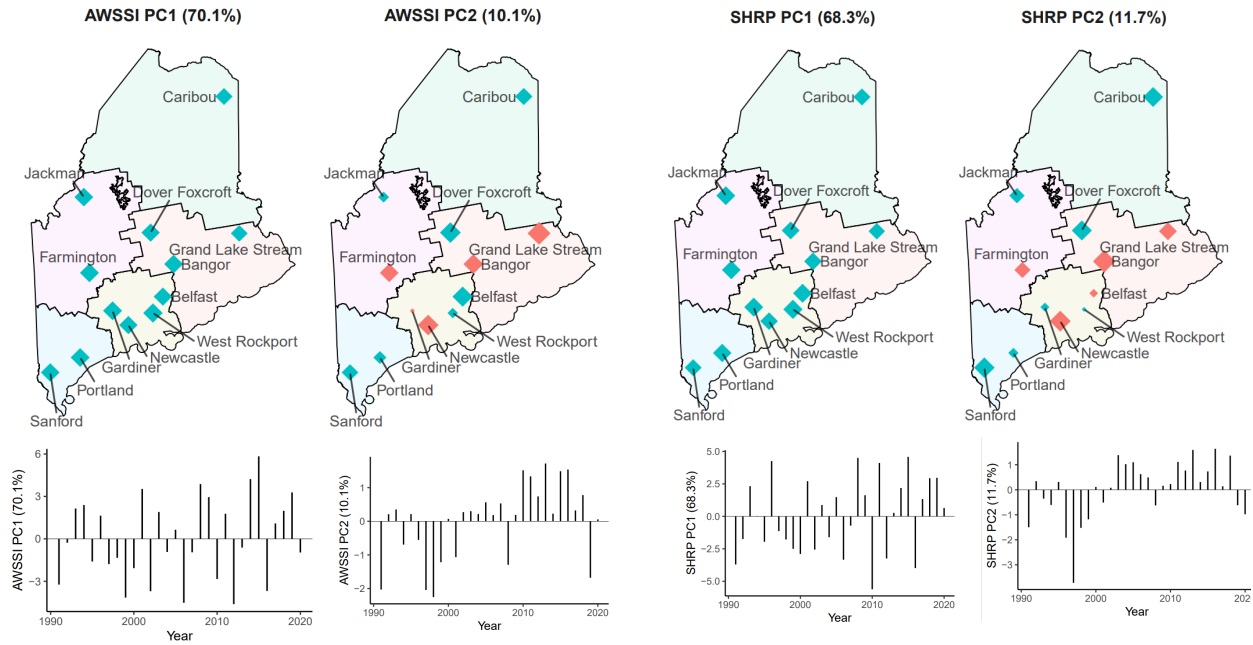 AWSSI PC1 (70.1%)
AWSSI PC2 (10.1%)
SHRP PC1 (68.3%)
SHRP PC2 (11.7%)
Caribou
Jackman
Dover Foxcroft
Grand Lake Stream
Farmington
Bangor
Belfast
West Rockport
Newcastle
Gardiner
Portland
Sanford
Caribou
Jackman
Dover Foxcroft
Grand Lake Stream
Farmington
Bangor
Belfast
West Rockport
Newcastle
Gardiner
Portland
Sanford
Caribou
Jackman
Dover Foxcroft
Grand Lake Stream
Farmington
Bangor
Belfast
West Rockport
Newcastle
Gardiner
Portland
Sanford
Caribou
Jackman
Dover Foxcroft
Grand Lake Stream
Farmington
Bangor
Belfast
West Rockport
Newcastle
Gardiner
Portland
Sanford
AWSSI PC1 (70.1%)
6
3
0
−3
1990 2000 2010 2020
Year
AWSSI PC2 (10.1%)
1
0
−1
−2
1990 2000 2010 2020
Year
SHRP PC1 (68.3%)
5.0
2.5
0.0
−2.5
−5.0
1990 2000 2010 2020
Year
SHRP PC2 (11.7%)
1
0
−1
−2
−3
1990 2000 2010 202
Year